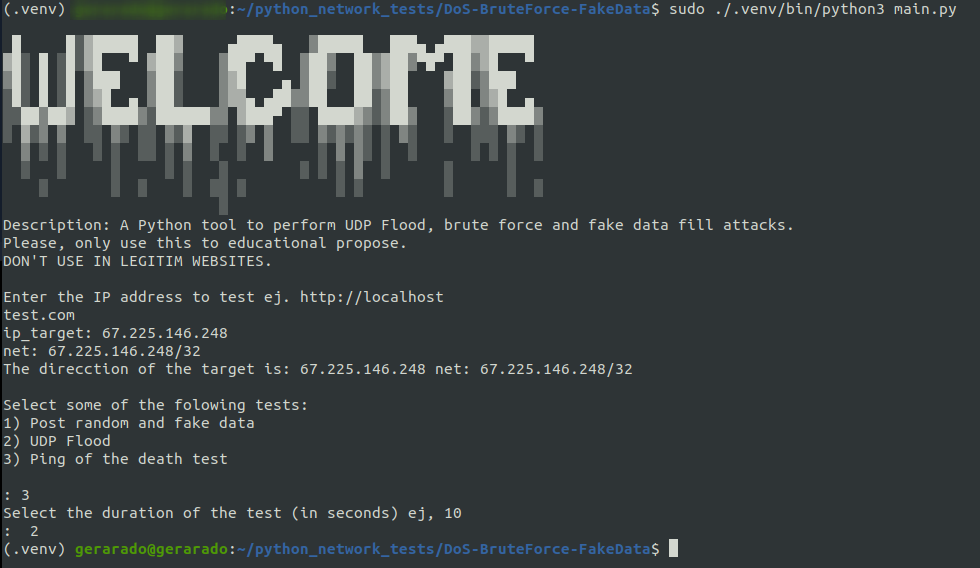 (.venv) :~/python_network_tests/DoS-BruteForce-FakeData$ sudo ./.venv/bin/python3 main.py
WELCOME
Description: A Python tool to perform UDP Flood, brute force and fake data fill attacks.
Please, only use this to educational propose.
DON'T USE IN LEGITIM WEBSITES.
Enter the IP address to test ej. http://localhost
test.com
ip_target: 67.225.146.248
net: 67.225.146.248/32
The direcction of the target is: 67.225.146.248 net: 67.225.146.248/32
Select some of the folowing tests:
1) Post random and fake data
2) UDP Flood
3) Ping of the death test
: 3
Select the duration of the test (in seconds) ej, 10
:  2
(.venv) gerarado@gerarado:~/python_network_tests/DoS-BruteForce-FakeData$